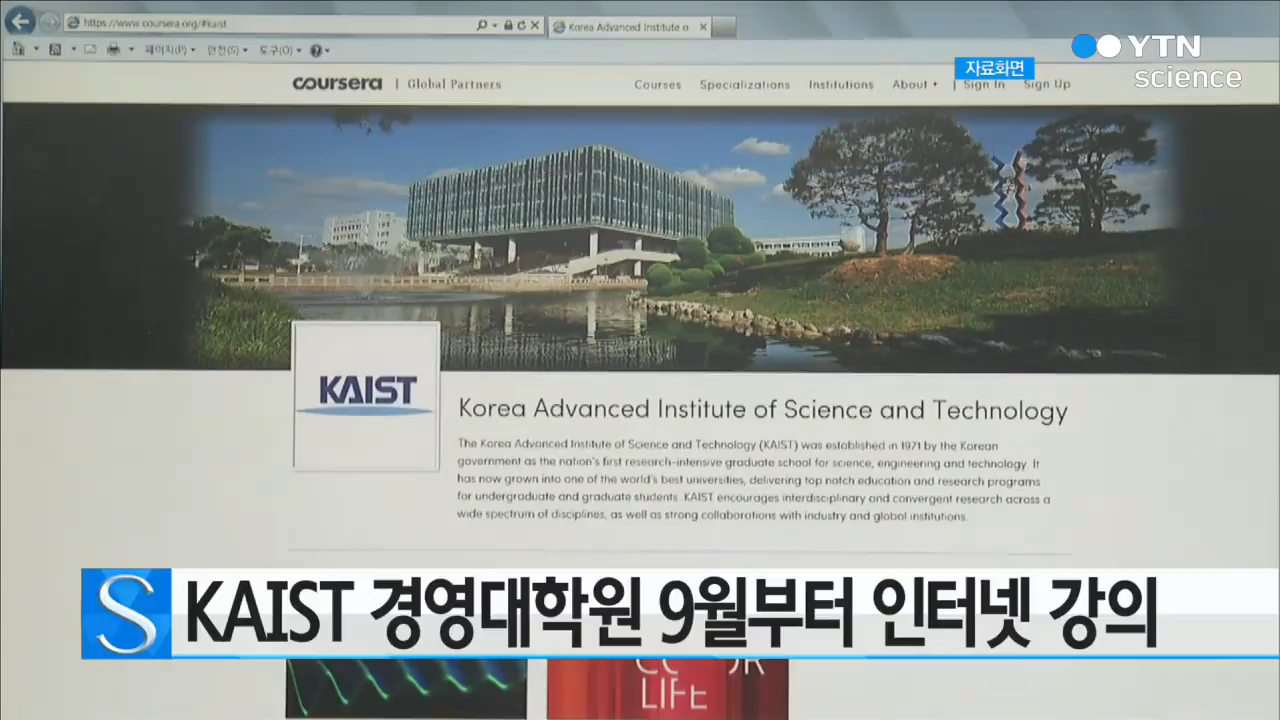 https://www.coursera.org/#kaist
Korea Advanced Institute o
페이지(P)
안전(S)
도구(O)
YTN
science
자료화면
coursera | Global Partners
Courses Specializations Institutions About | Sign In Sign Up
KAIST
Korea Advanced Institute of Science and Technology
The Korea Advanced Institute of Science and Technology (KAIST) was established in 1971 by the Korean
government as the nation's first research-intensive graduate school for science, engineering and technology. It
has now grown into one of the world's best universities, delivering top notch education and research programs
for undergraduate and graduate students. KAIST encourages interdisciplinary and convergent research across a
wide spectrum of disciplines, as well as strong collaborations with industry and global institutions.
S KAIST 경영대학원 9월부터 인터넷 강의
LIFE